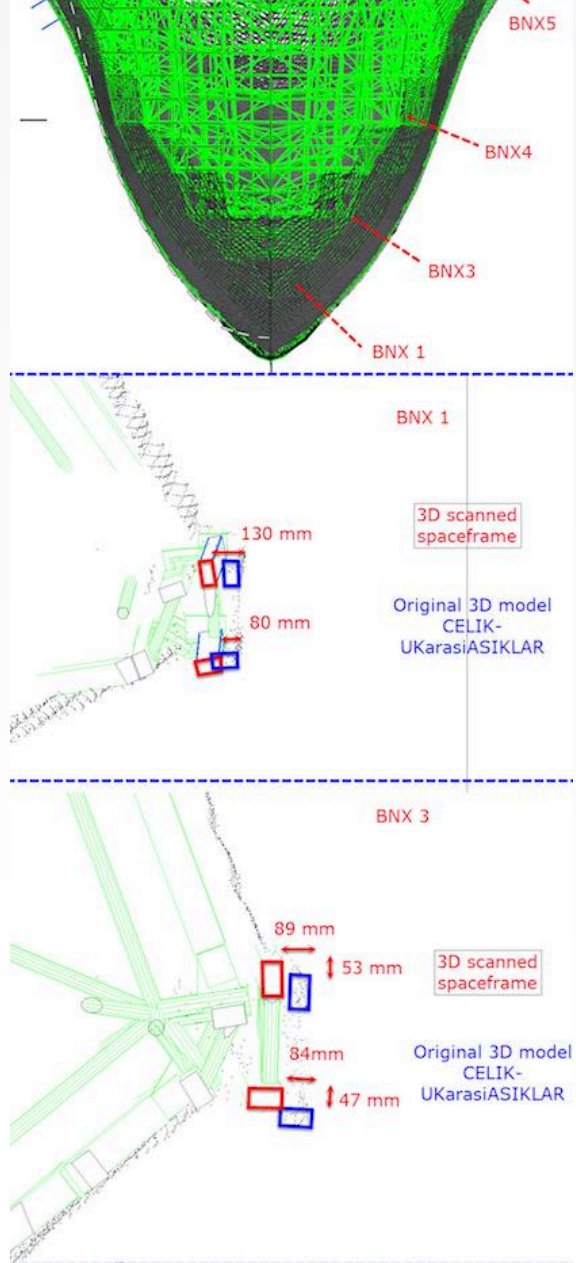 BNX5
BNX4
BNX3
BNX 1
BNX 1
3D scanned
spaceframe
130 mm
Original 3D model
CELIK-
UKarasiASIKLAR
80 mm
BNX 3
89 mm
53 mm
3D scanned
spaceframe
84mm
Original 3D model
CELIK-
UKarasiASIKLAR
47 mm